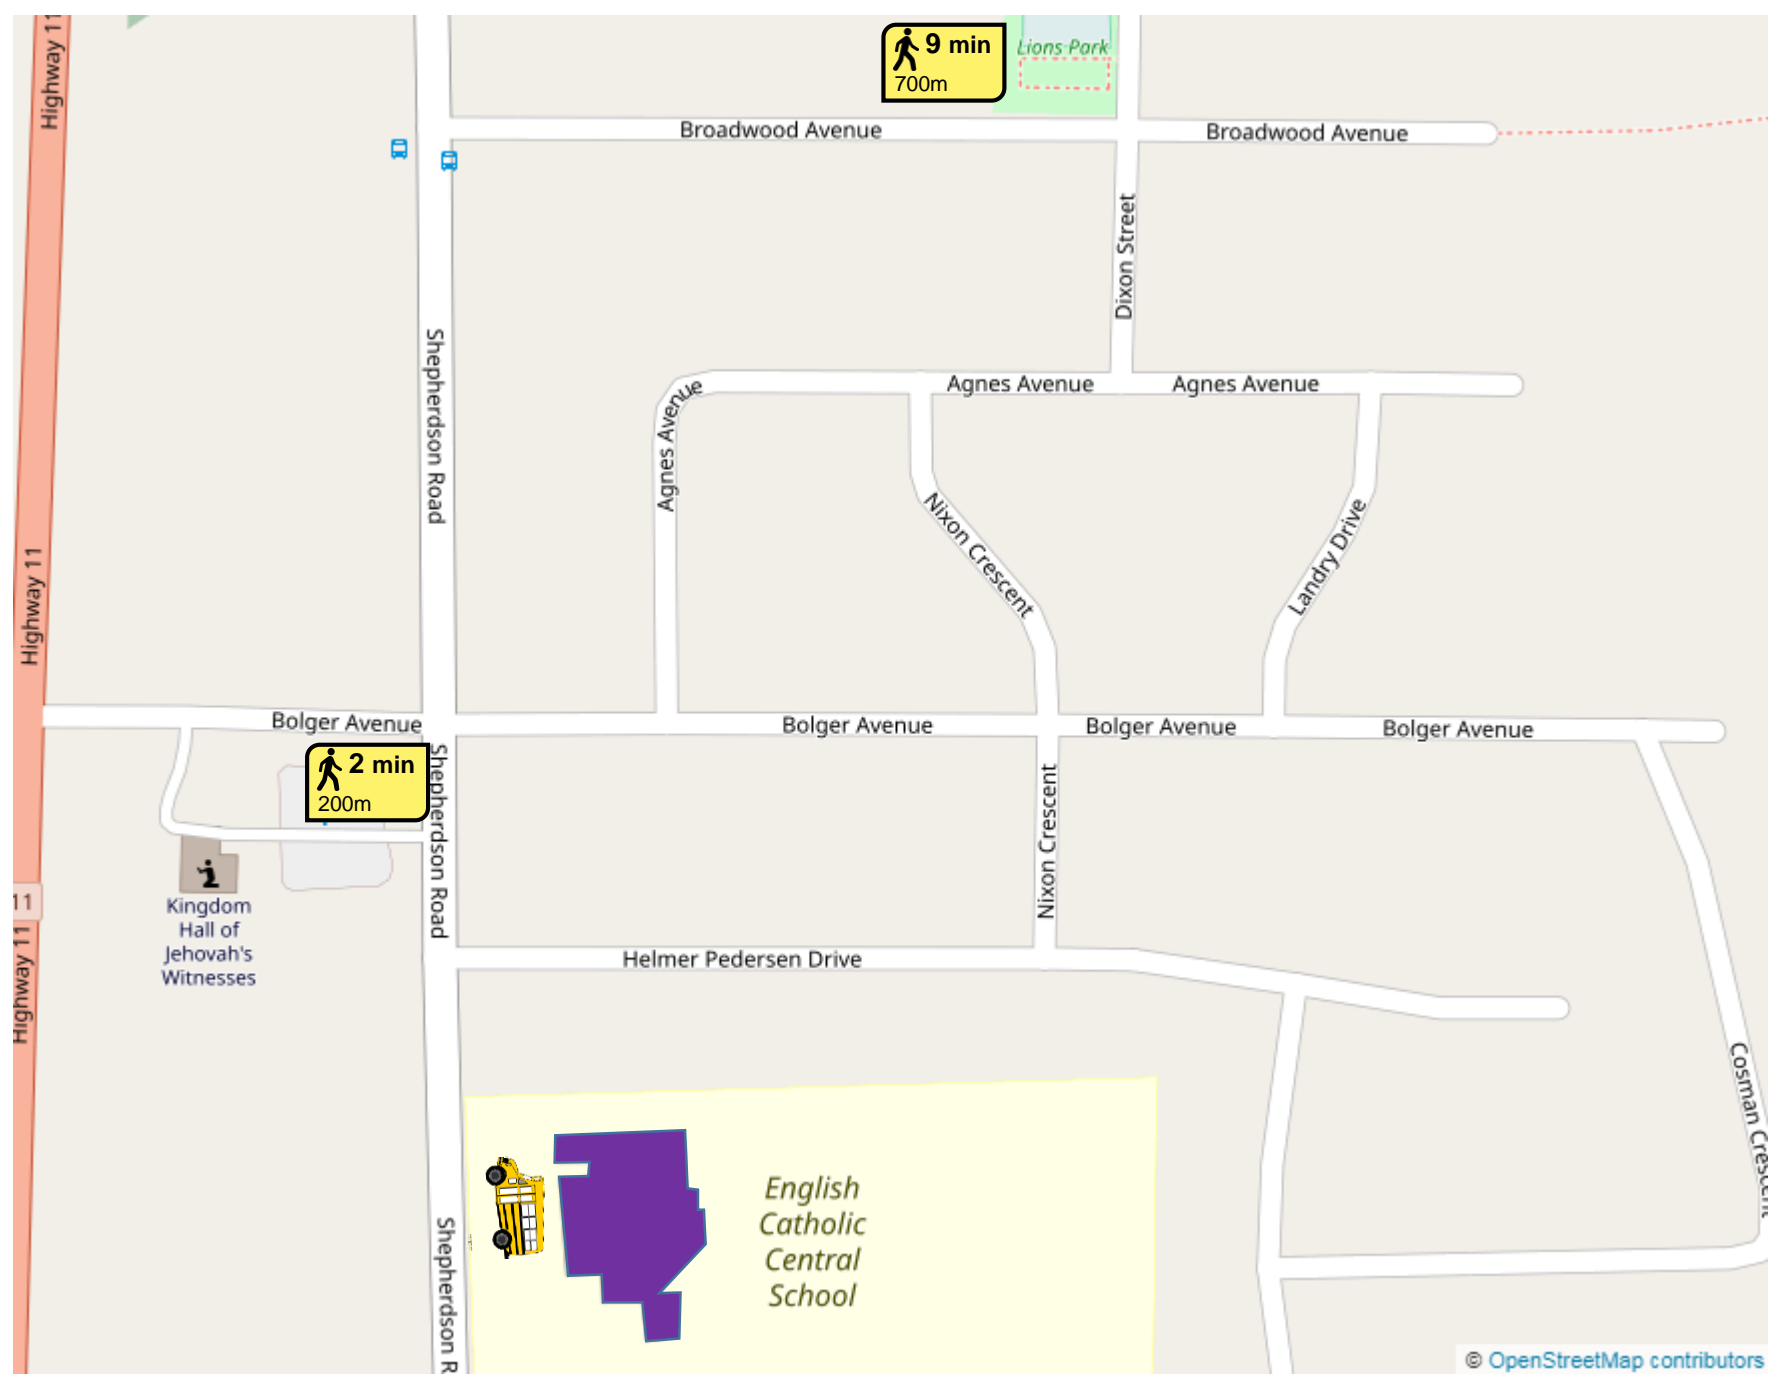 Highway 11
9 min
700m
Lions Park
Broadwood Avenue
Broadwood Avenue
Dixon Street
Shepherdson Road
Agnes Avenue
Agnes Avenue
Agnes Avenue
Nixon Crescent
Landry Drive
Highway 11
Bolger Avenue
Bolger Avenue
Bolger Avenue
Bolger Avenue
2 min
200m
Shepherdson Road
Nixon Crescent
11
Kingdom
Hall of
Jehovah's
Witnesses
Highway 11
Helmer Pedersen Drive
Cosman Crescent
English
Catholic
Central
School
Shepherdson R
© OpenStreetMap contributors